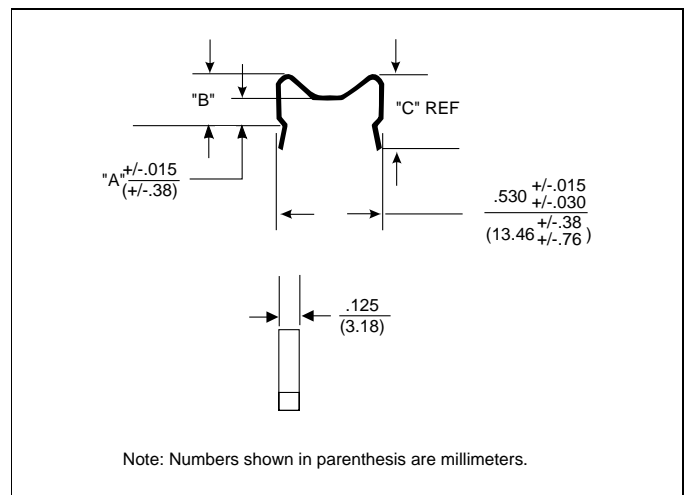 "B"
"C" REF
"A" +/-.015
(+/-.38)
.530 +/-.015
+/-.030
(13.46 +/-.38
+/-.76 )
.125
(3.18)
Note: Numbers shown in parenthesis are millimeters.